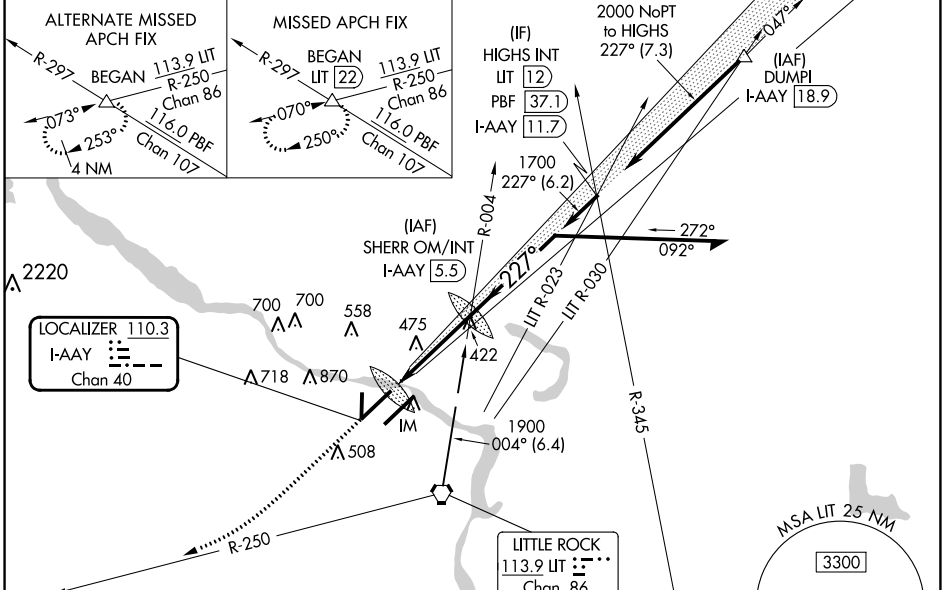 ALTERNATE MISSED
APCH FIX
R-297
BEGAN
113.9 LIT
R-250
Chan 86
073°
253°
4 NM
116.0 PBF
Chan 107
MISSED APCH FIX
R-297
BEGAN
LIT 22
113.9 LIT
R-250
Chan 86
070°
250°
116.0 PBF
Chan 107
(IF)
HIGHS INT
LIT 12
PBF 37.1
I-AAY 11.7
2000 NoPT
to HIGHS
227° (7.3)
047°
(IAF)
DUMPI
I-AAY 18.9
1700
227° (6.2)
R-004
(IAF)
SHERR OM/INT
I-AAY 5.5
227°
272°
092°
LIT R-023
LIT R-030
2220
700
700
558
475
422
LOCALIZER 110.3
I-AAY
Chan 40
718
870
IM
508
1900
004° (6.4)
R-345
R-250
LITTLE ROCK
113.9 LIT
Chan 86
MSA LIT 25 NM
3300